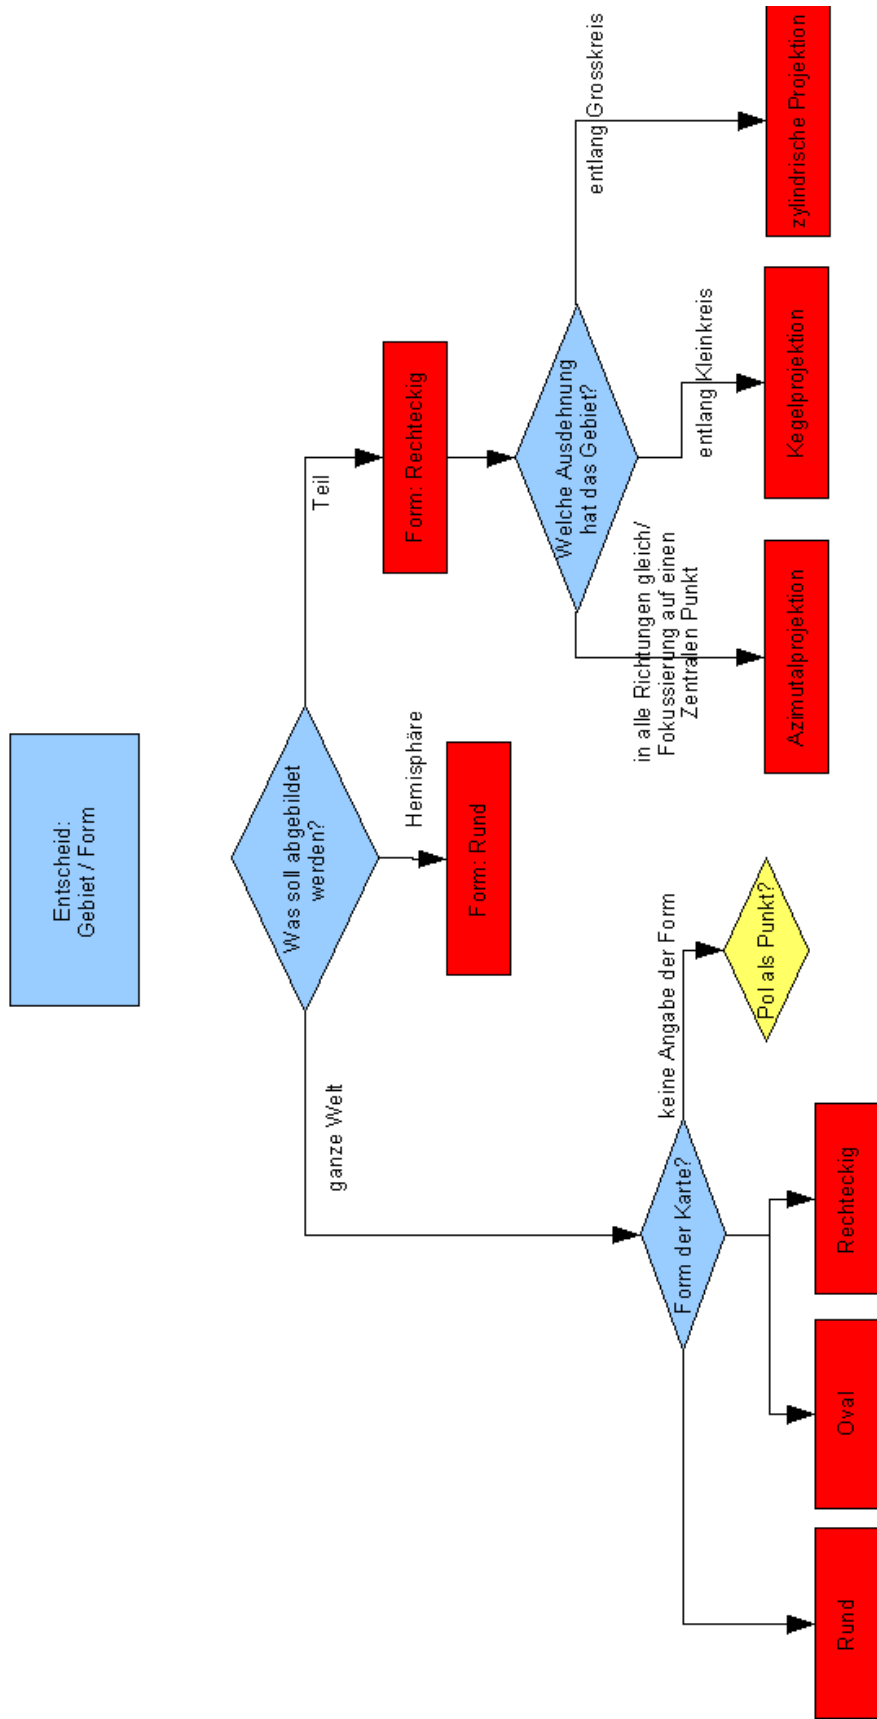 Entscheid:
Gebiet / Form
Was soll abgebildet
werden?
ganze Welt
Hemisphäre
Teil
Form: Rund
Form: Rechteckig
Welche Ausdehnung
hat das Gebiet?
in alle Richtungen gleich/
Fokussierung auf einen
Zentralen Punkt
entlang Kleinkreis
entlang Grosskreis
Form der Karte?
keine Angabe der Form
Pol als Punkt?
Azimutalprojektion
Kegelprojektion
zylindrische Projektion
Rund
Oval
Rechteckig